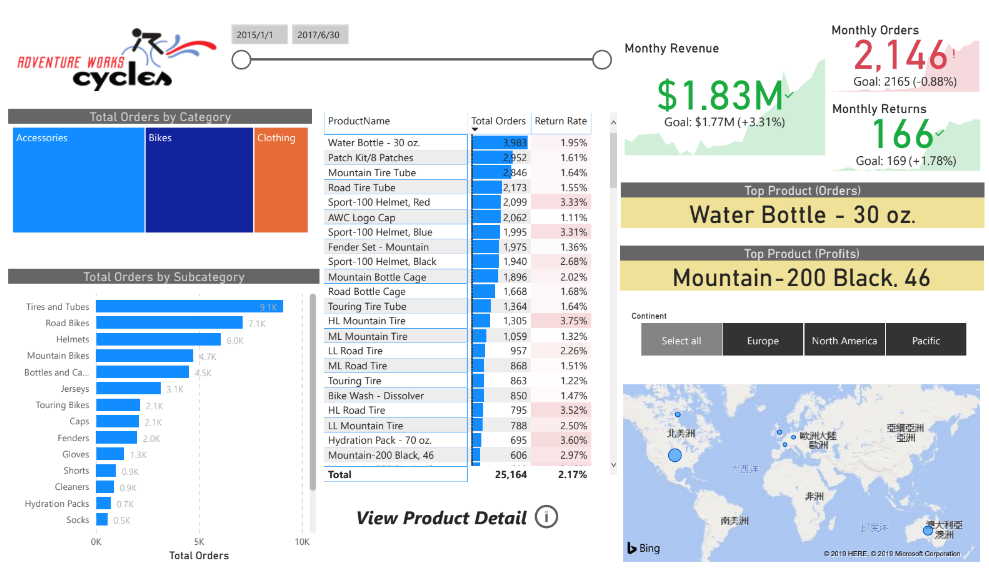 ADVENTURE WORKS
cycles
2015/1/1 2017/6/30
Monthy Revenue
$1.83M
Goal: $1.77M (+3.31%)
Monthly Orders
2,146!
Goal: 2165 (-0.88%)
Monthly Returns
166
Goal: 169 (+1.78%)
Total Orders by Category
Accessories Bikes Clothing
Total Orders by Subcategory
0K 5K 10K
Tires and Tubes 9.1K
Road Bikes 7.1K
Helmets 6.0K
Mountain Bikes 4.7K
Bottles and Ca... 4.5K
Jerseys 3.1K
Touring Bikes 2.1K
Caps 2.1K
Fenders 2.0K
Gloves 1.3K
Shorts 0.9K
Cleaners 0.9K
Hydration Packs 0.7K
Socks 0.5K
0K 5K 10K
Total Orders
ProductName Total Orders Return Rate
Water Bottle - 30 oz. 3,983 1.95%
Patch Kit/8 Patches 2,952 1.61%
Mountain Tire Tube 2,846 1.64%
Road Tire Tube 2,173 1.55%
Sport-100 Helmet, Red 2,099 3.33%
AWC Logo Cap 2,062 1.11%
Sport-100 Helmet, Blue 1,995 3.31%
Fender Set - Mountain 1,975 1.36%
Sport-100 Helmet, Black 1,940 2.68%
Mountain Bottle Cage 1,896 2.02%
Road Bottle Cage 1,668 1.68%
Touring Tire Tube 1,364 1.64%
HL Mountain Tire 1,305 3.75%
ML Mountain Tire 1,059 1.32%
LL Road Tire 957 2.26%
ML Road Tire 868 1.51%
Touring Tire 863 1.22%
Bike Wash - Dissolver 850 1.47%
HL Road Tire 795 3.52%
LL Mountain Tire 788 2.50%
Hydration Pack - 70 oz. 695 3.60%
Mountain-200 Black, 46 606 2.97%
Total 25,164 2.17%
View Product Detail i
Top Product (Orders)
Water Bottle - 30 oz.
Top Product (Profits)
Mountain-200 Black, 46
Continent
Select all Europe North America Pacific
北美洲
歐洲大陸
歐洲
亞細亞洲
亞洲
大西洋
非洲
南美洲
印度洋
澳大利亞
澳洲
Bing
© 2019 HERE, © 2019 Microsoft Corporation